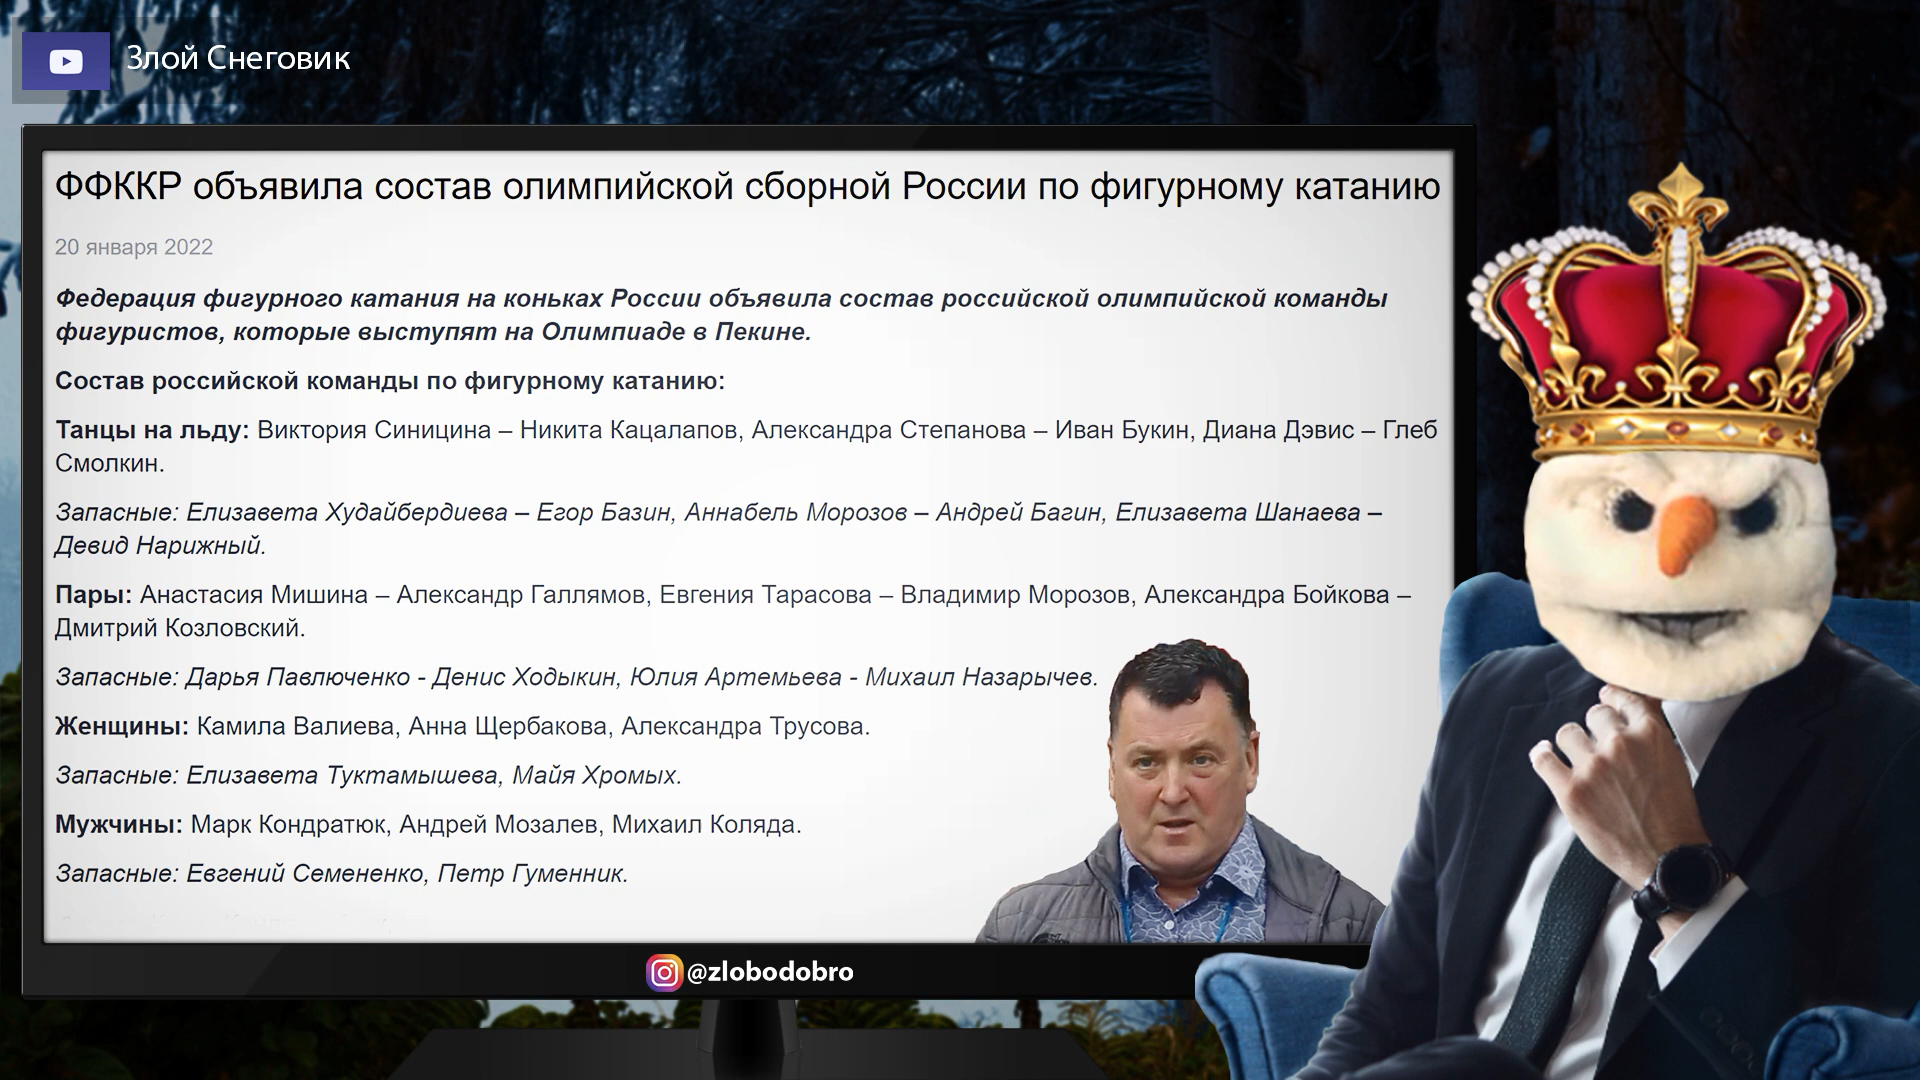 Злой Снеговик
ФФККР объявила состав олимпийской сборной России по фигурному катанию
20 января 2022
Федерация фигурного катания на коньках России объявила состав российской олимпийской команды
фигуристов, которые выступят на Олимпиаде в Пекине.
Состав российской команды по фигурному катанию:
Танцы на льду: Виктория Синицина – Никита Кацалапов, Александра Степанова – Иван Букин, Диана Дэвис – Глеб
Смолкин.
Запасные: Елизавета Худайбердиева – Егор Базин, Аннабель Морозов – Андрей Багин, Елизавета Шанаева –
Девид Нарижный.
Пары: Анастасия Мишина – Александр Галлямов, Евгения Тарасова – Владимир Морозов, Александра Бойкова –
Дмитрий Козловский.
Запасные: Дарья Павлюченко - Денис Ходыкин, Юлия Артемьева - Михаил Назарычев.
Женщины: Камила Валиева, Анна Щербакова, Александра Трусова.
Запасные: Елизавета Туктамышева, Майя Хромых.
Мужчины: Марк Кондратюк, Андрей Мозалев, Михаил Коляда.
Запасные: Евгений Семененко, Петр Гуменник.
@zlobodobro